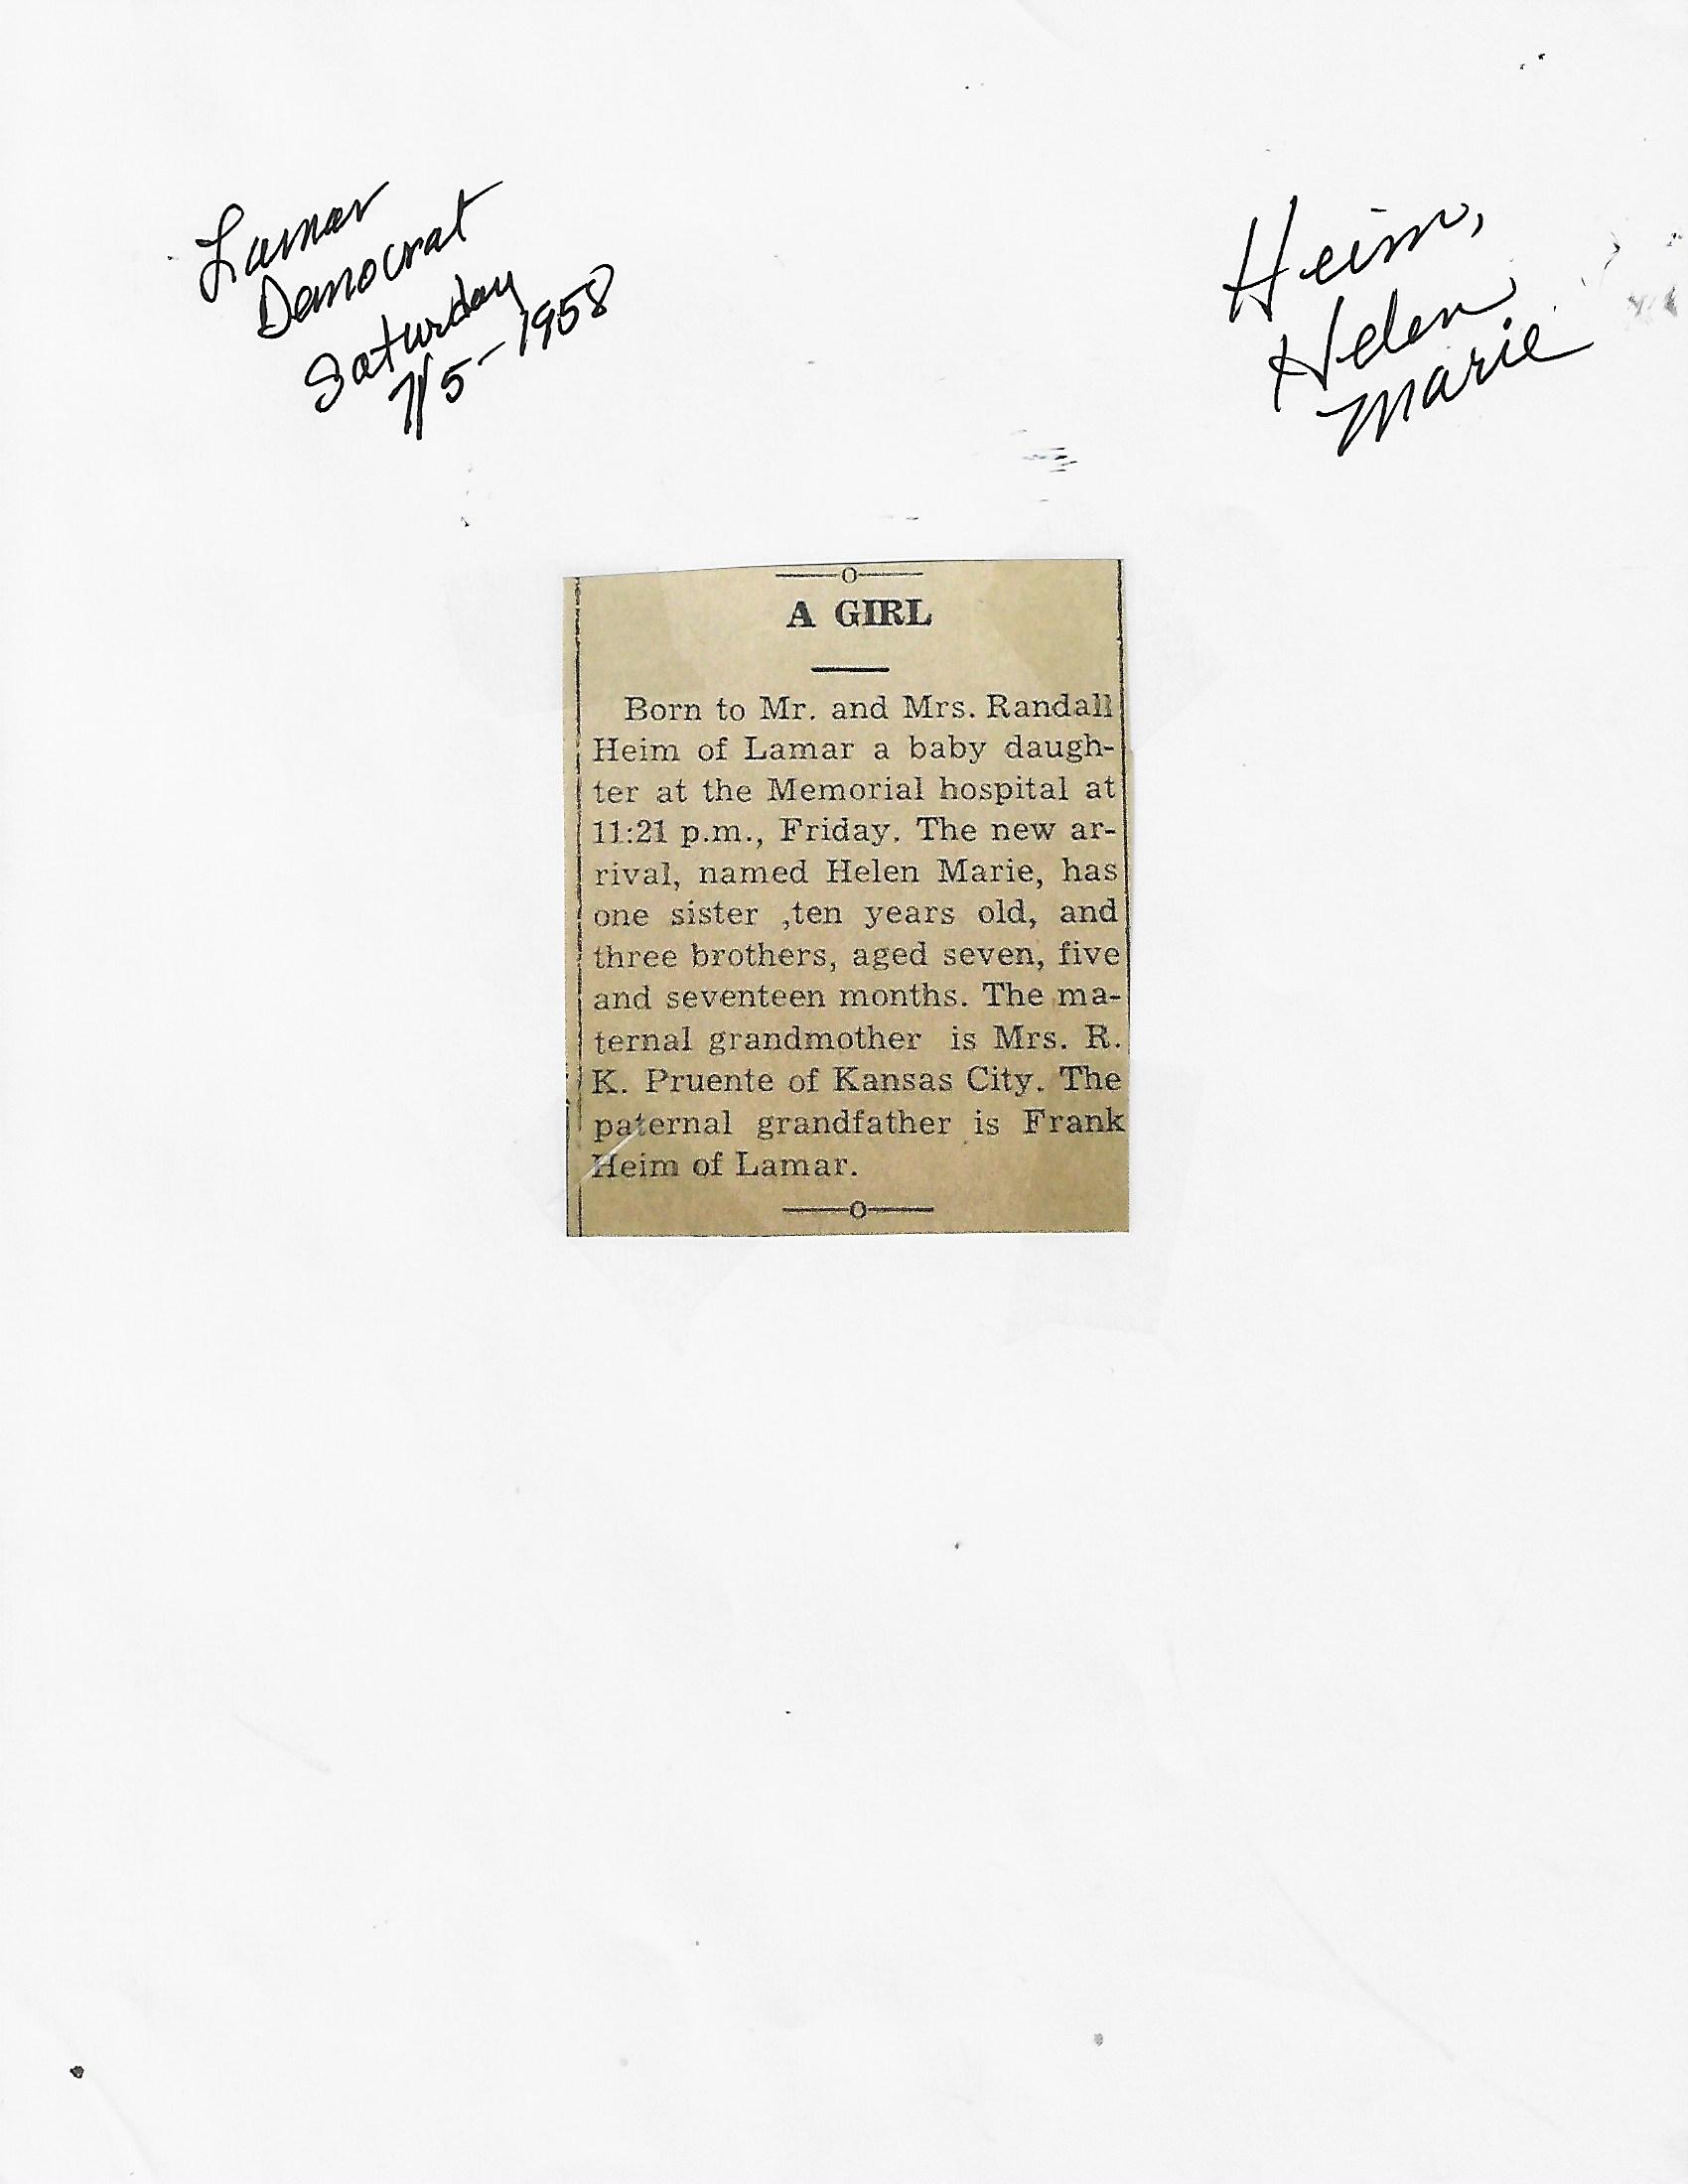 Lamar
Democrat
Saturday
7/5-1958
Heim,
Helen
Marie
A GIRL
Born to Mr. and Mrs. Randall
Heim of Lamar a baby daugh-
ter at the Memorial hospital at
11:21 p.m., Friday. The new ar-
rival, named Helen Marie, has
one sister ,ten years old, and
three brothers, aged seven, five
and seventeen months. The ma-
ternal grandmother is Mrs. R.
K. Pruente of Kansas City. The
paternal grandfather is Frank
Heim of Lamar.